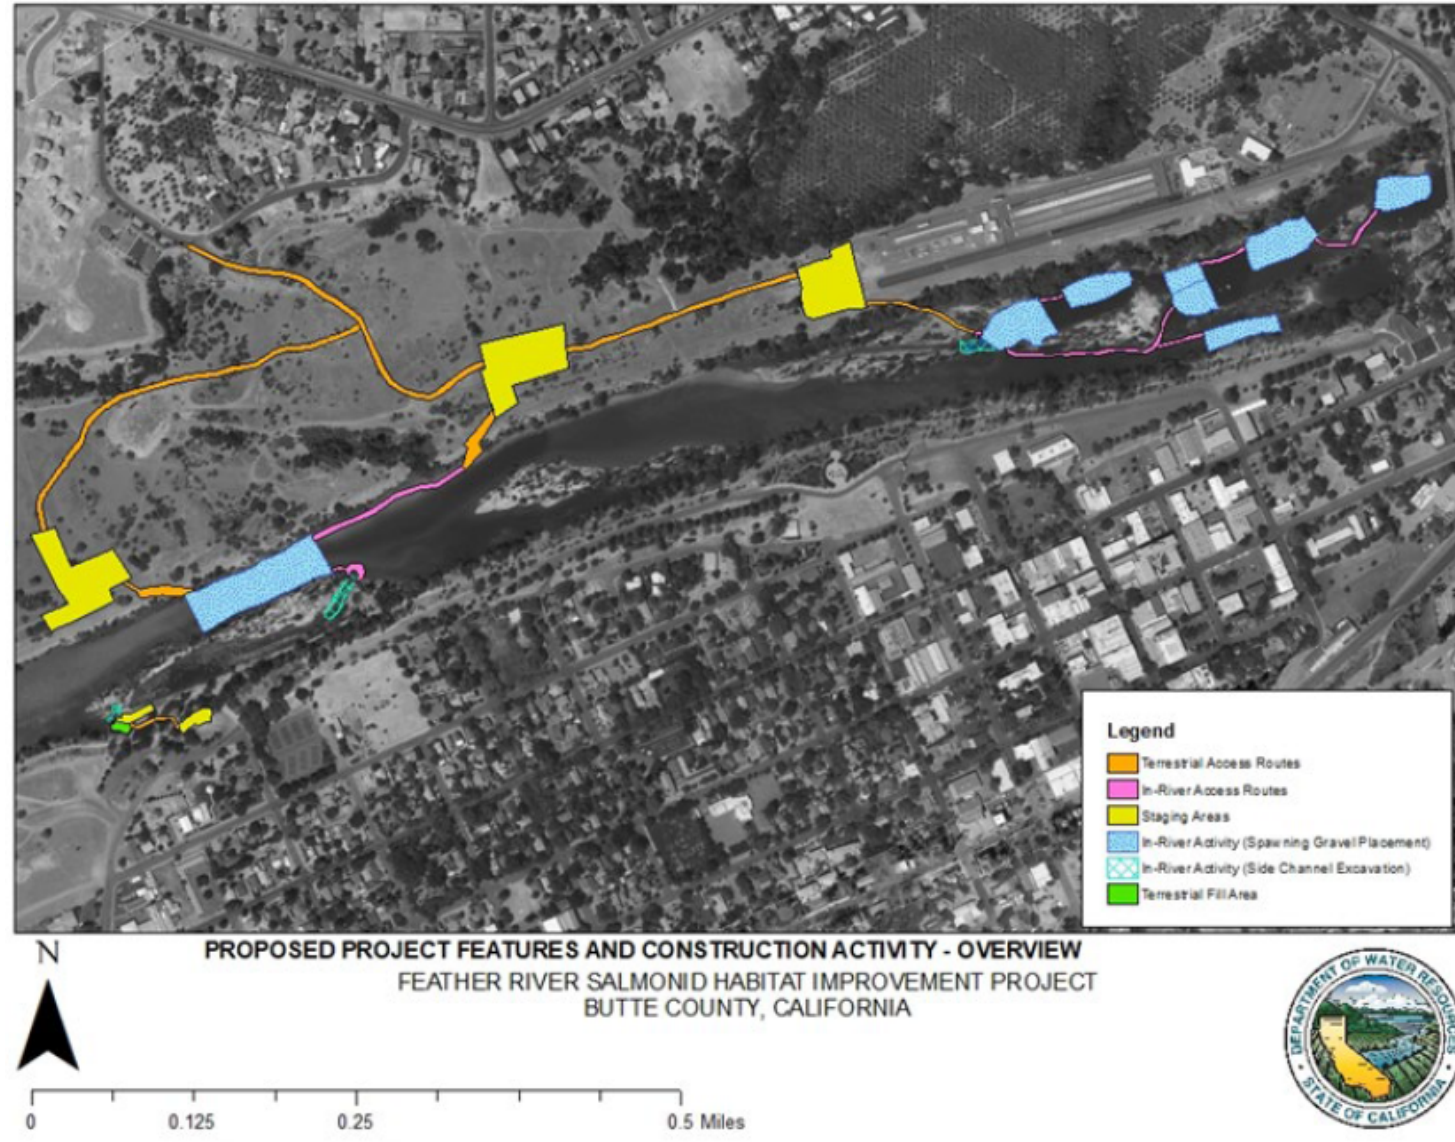 Legend
Terrestrial Access Routes
In-River Access Routes
Staging Areas
In-River Activity (Spawning Gravel Placement)
In-River Activity (Side Channel Excavation)
Terrestrial Fill Area
N
PROPOSED PROJECT FEATURES AND CONSTRUCTION ACTIVITY - OVERVIEW
FEATHER RIVER SALMONID HABITAT IMPROVEMENT PROJECT
BUTTE COUNTY, CALIFORNIA
0 0.125 0.25 0.5 Miles
DEPARTMENT OF WATER RESOURCES
STATE OF CALIFORNIA